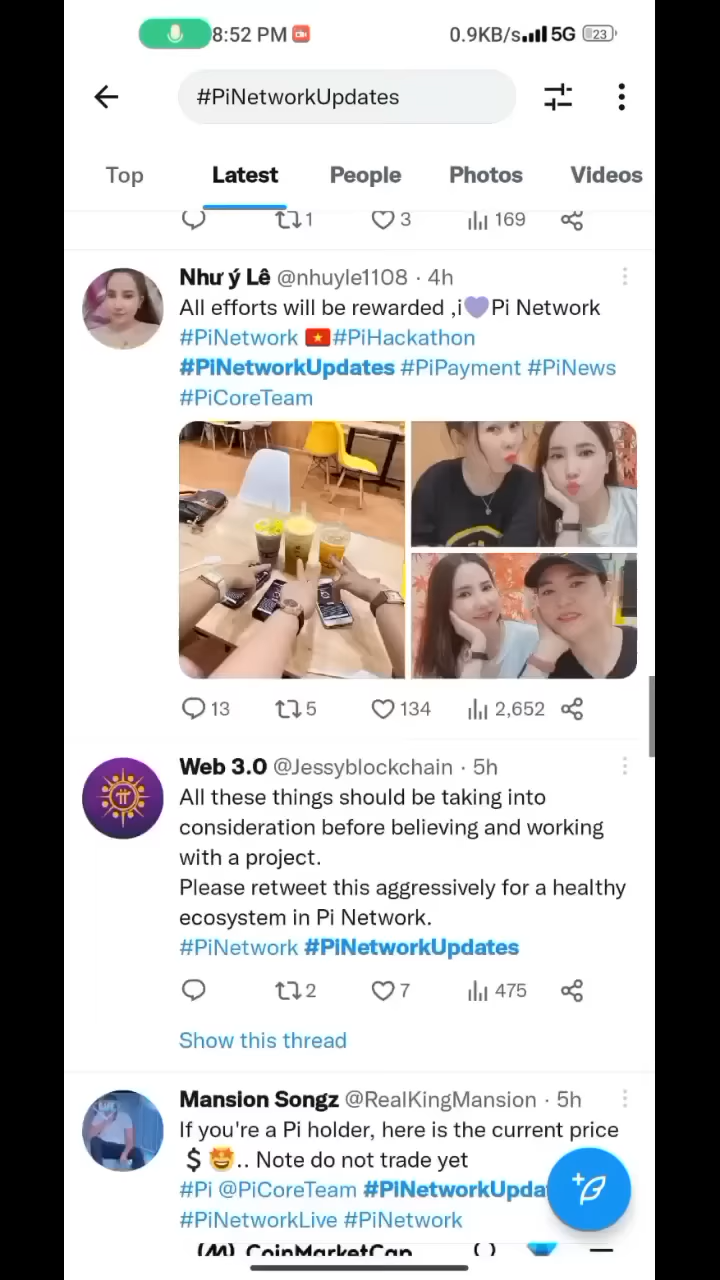 8:52 PM 0.9KB/s 5G 23
#PiNetworkUpdates
Top Latest People Photos Videos
1 3 169
Như ý Lê @nhuyle1108 · 4h
All efforts will be rewarded ,i💜Pi Network
#PiNetwork 🇻🇳#PiHackathon
#PiNetworkUpdates #PiPayment #PiNews
#PiCoreTeam
13 5 134 2,652
Web 3.0 @Jessyblockchain · 5h
All these things should be taking into
consideration before believing and working
with a project.
Please retweet this aggressively for a healthy
ecosystem in Pi Network.
#PiNetwork #PiNetworkUpdates
2 7 475
Show this thread
Mansion Songz @RealKingMansion · 5h
If you're a Pi holder, here is the current price
$ 🤩.. Note do not trade yet
#Pi @PiCoreTeam #PiNetworkUpda
#PiNetworkLive #PiNetwork
CoinMarketCap